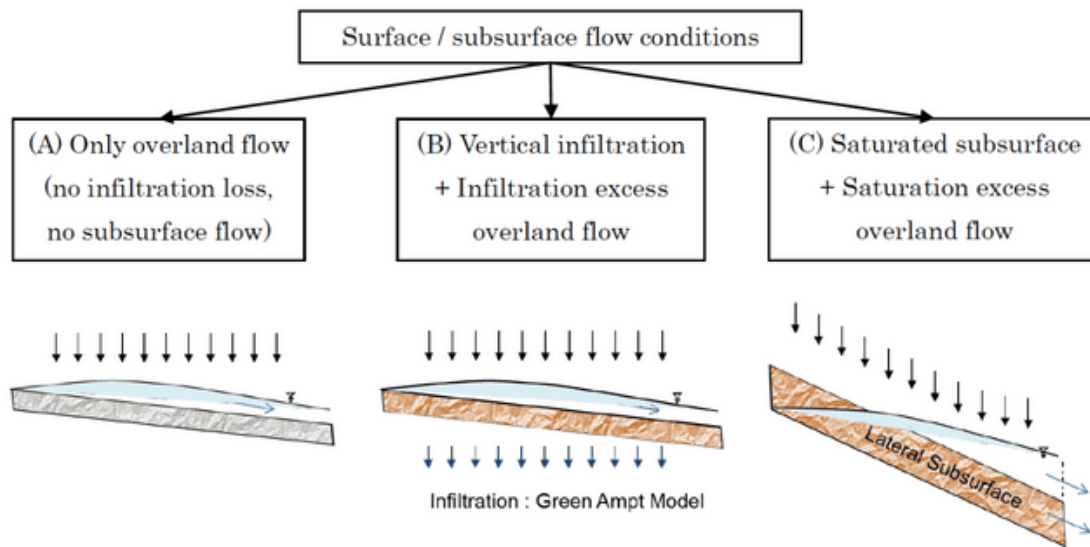 Surface / subsurface flow conditions
(A) Only overland flow
(no infiltration loss,
no subsurface flow)
(B) Vertical infiltration
+ Infiltration excess
overland flow
(C) Saturated subsurface
+ Saturation excess
overland flow
Infiltration : Green Ampt Model
Lateral Subsurface